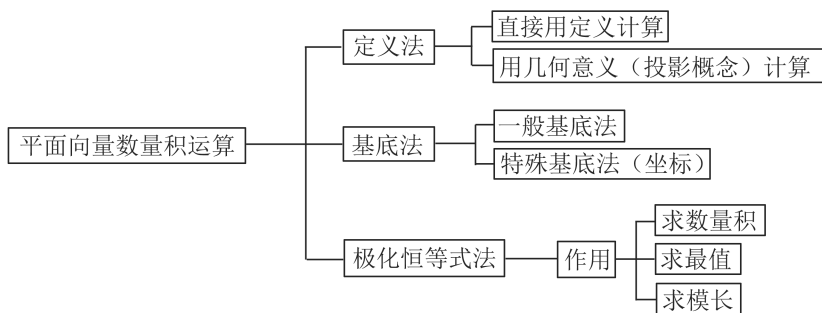 平面向量数量积运算
定义法
直接用定义计算
用几何意义（投影概念）计算
基底法
一般基底法
特殊基底法（坐标）
极化恒等式法
作用
求数量积
求最值
求模长